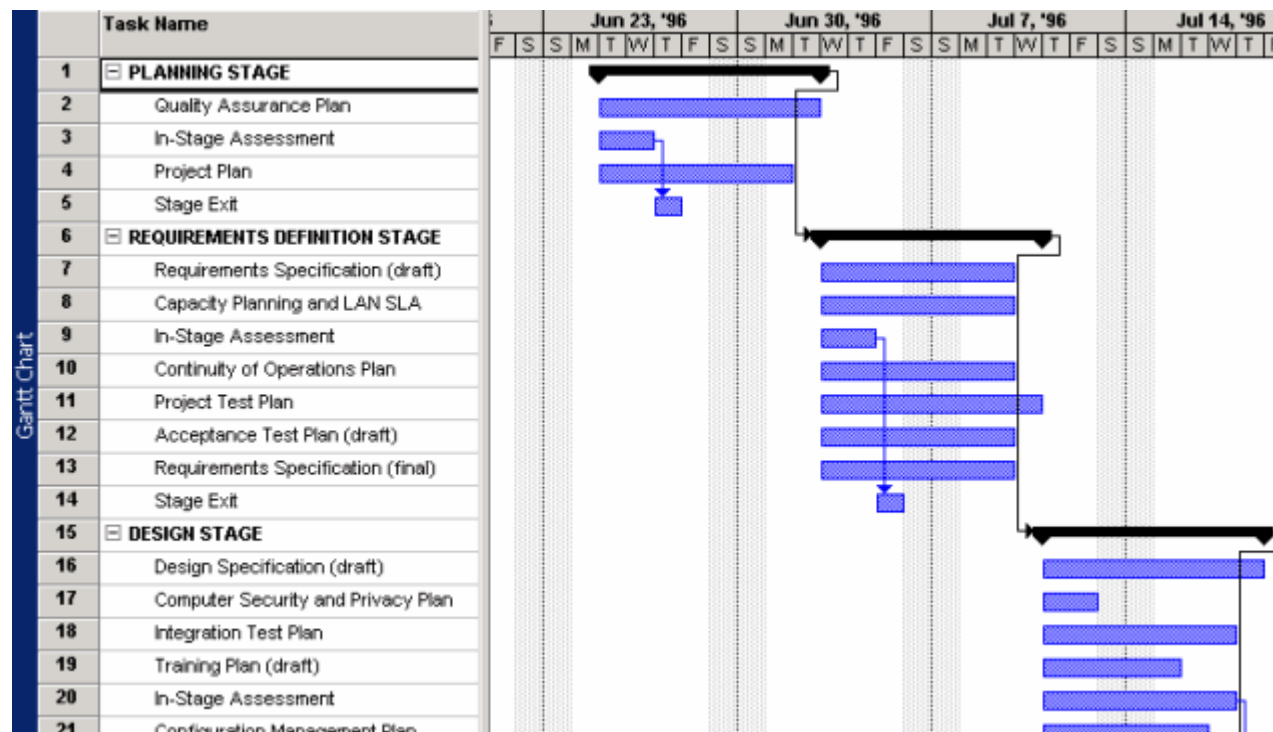 Task Name
Jun 23, '96 Jun 30, '96 Jul 7, '96 Jul 14, '96
F S S M T W T F S S M T W T F S S M T W T F S S M T W T
1 PLANNING STAGE
2 Quality Assurance Plan
3 In-Stage Assessment
4 Project Plan
5 Stage Exit
6 REQUIREMENTS DEFINITION STAGE
7 Requirements Specification (draft)
8 Capacity Planning and LAN SLA
9 In-Stage Assessment
10 Continuity of Operations Plan
11 Project Test Plan
12 Acceptance Test Plan (draft)
13 Requirements Specification (final)
14 Stage Exit
15 DESIGN STAGE
16 Design Specification (draft)
17 Computer Security and Privacy Plan
18 Integration Test Plan
19 Training Plan (draft)
20 In-Stage Assessment
21 Configuration Management Plan
Gantt Chart